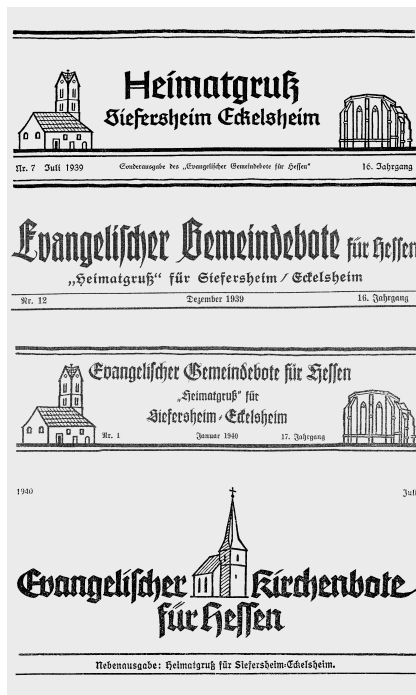 Heimatgruß
Siefersheim Eckelsheim
Nr. 7 Juli 1939 Sonderausgabe des „Evangelischer Gemeindebote für Hessen“ 16. Jahrgang
Evangelischer Gemeindebote für Hessen
„Heimatgruß“ für Siefersheim / Eckelsheim
Nr. 12 Dezember 1939 16. Jahrgang
Evangelischer Gemeindebote für Hessen
„Heimatgruß“ für
Siefersheim-Eckelsheim
Nr. 1 Januar 1940 17. Jahrgang
1940 Juli
Evangelischer Kirchenbote
für Hessen
Nebenausgabe: Heimatgruß für Siefersheim-Eckelsheim.